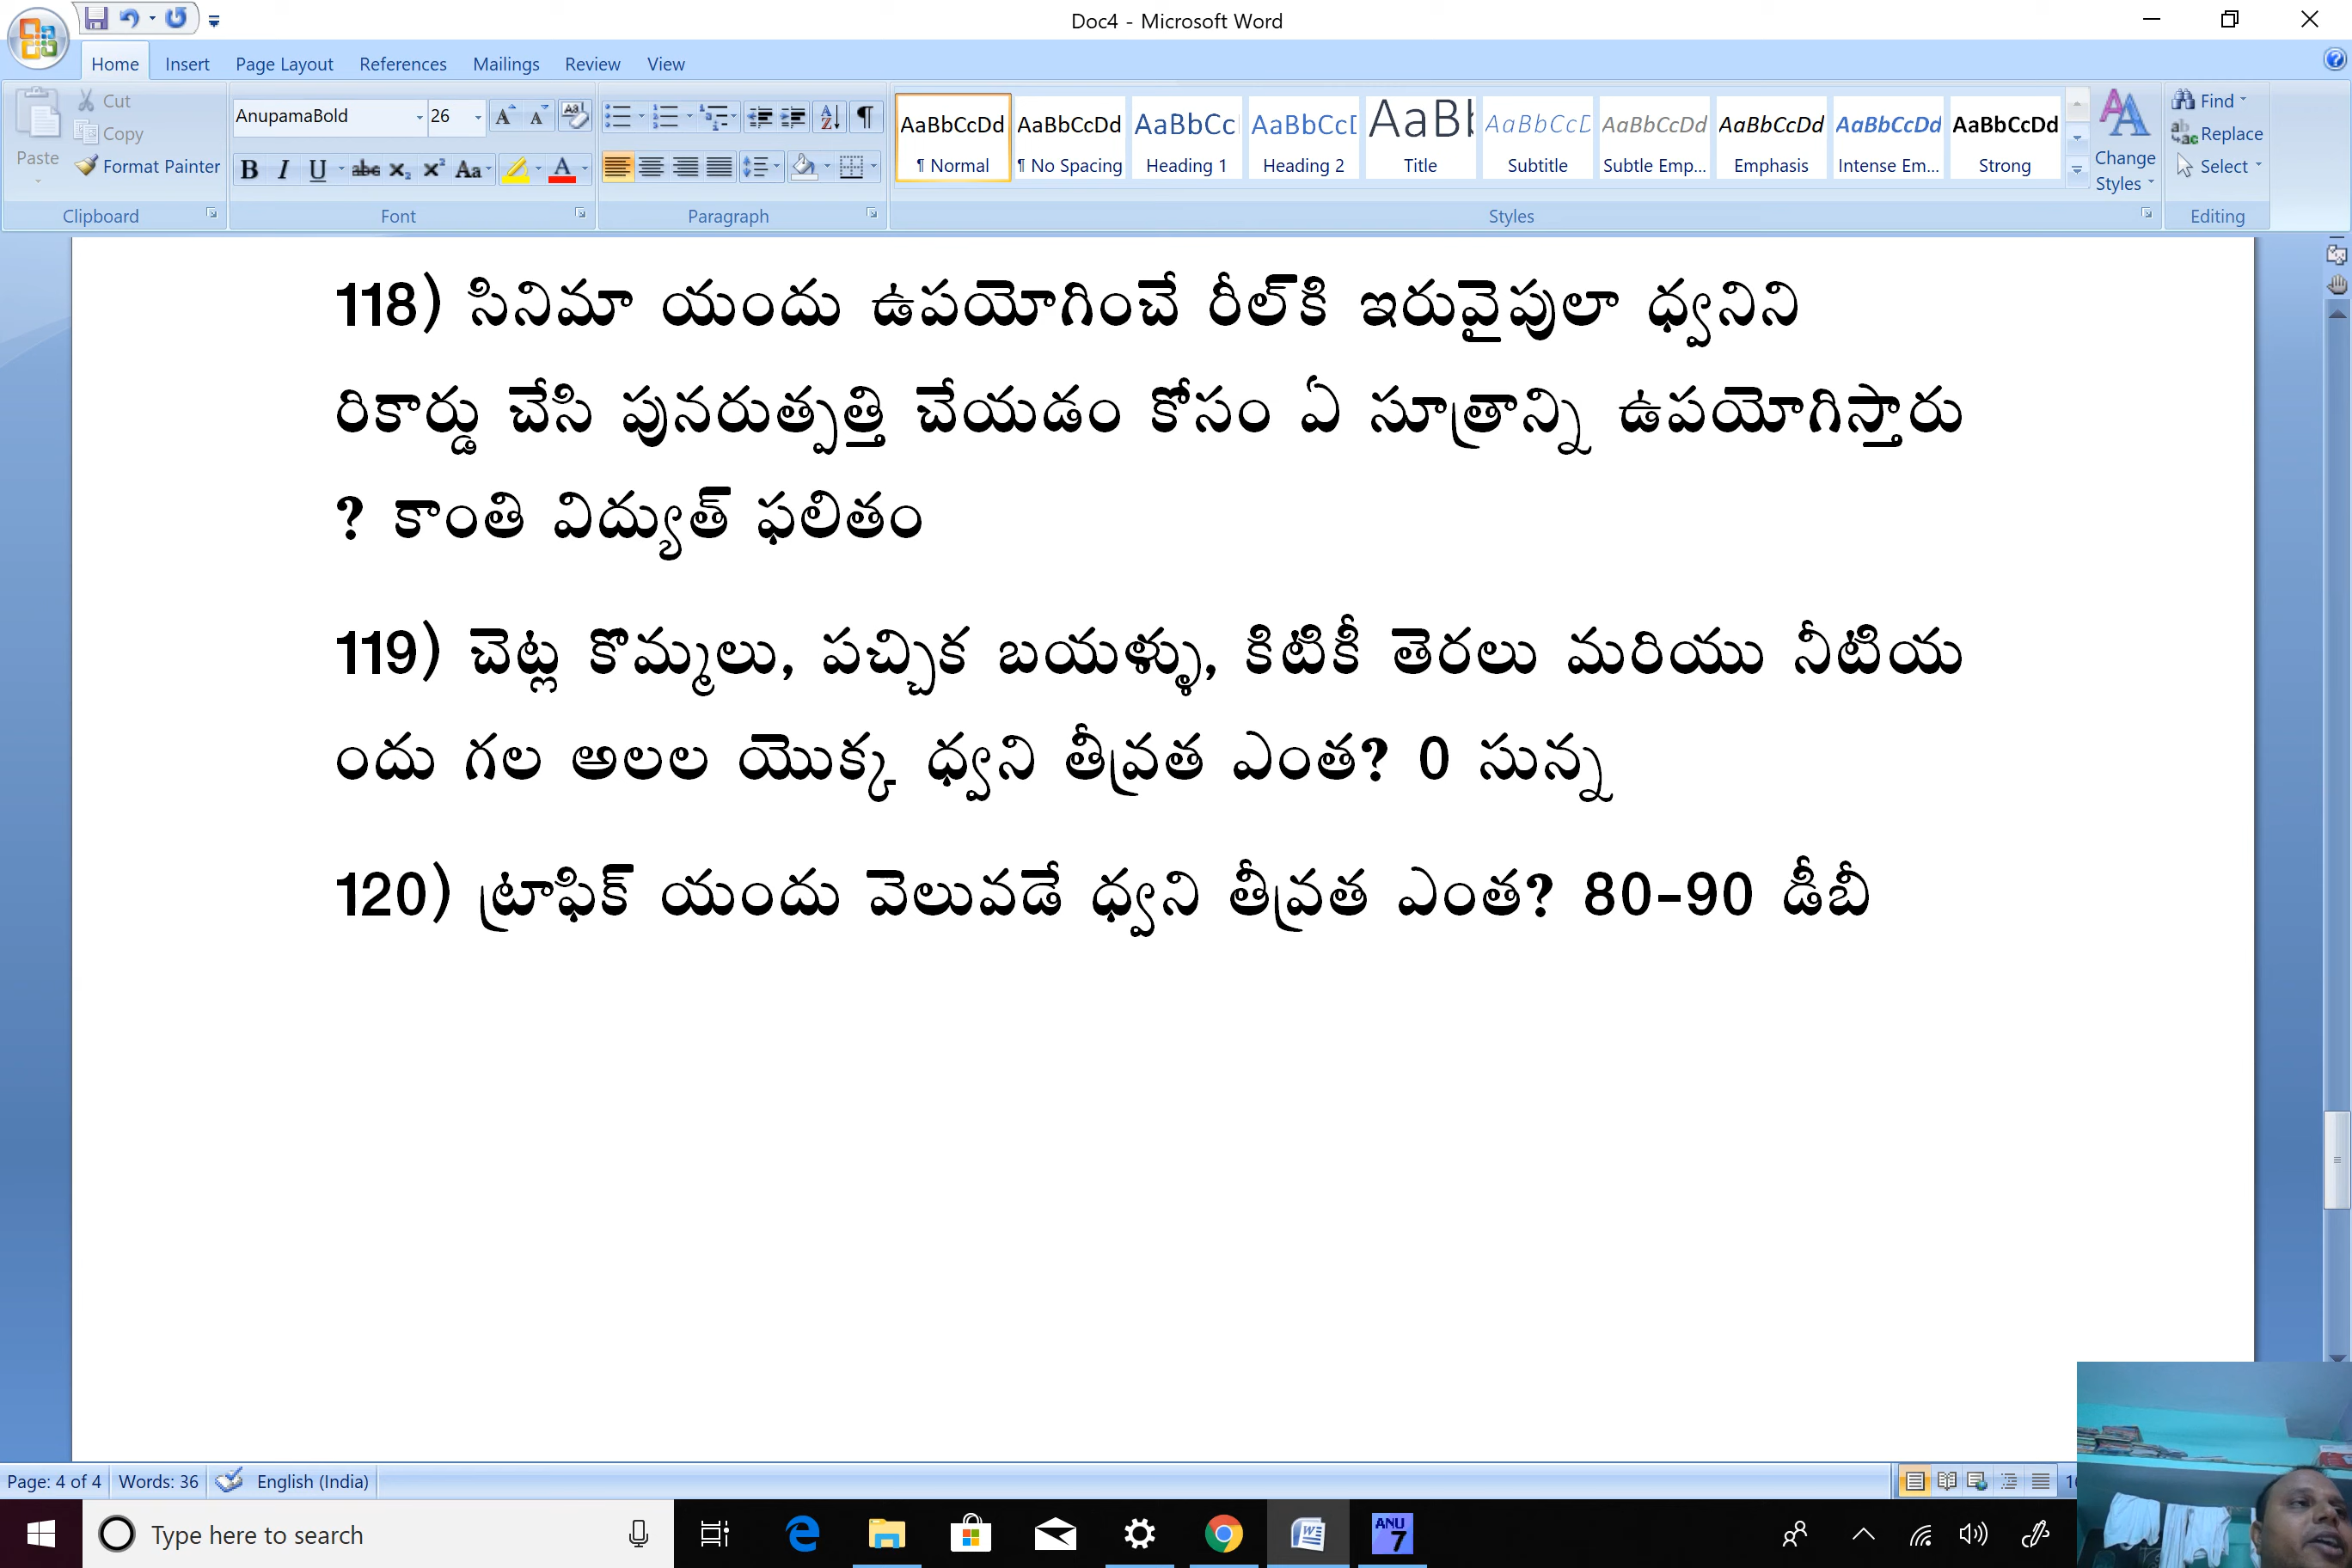 Doc4 - Microsoft Word
Home Insert Page Layout References Mailings Review View
Paste Cut Copy Format Painter Clipboard
AnupamaBold 26 Font
Paragraph
AaBbCcDd AaBbCcDd AaBbCc AaBbCcD AaB AaBbCcD AaBbCcDd AaBbCcDd AaBbCcDd AaBbCcDd
¶ Normal ¶ No Spacing Heading 1 Heading 2 Title Subtitle Subtle Emp... Emphasis Intense Em... Strong
Change Styles Styles
Find Replace Select Editing
118) సినిమా యందు ఉపయోగించే రీల్‌కి ఇరువైపులా ధ్వనిని
రికార్డు చేసి పునరుత్పత్తి చేయడం కోసం ఏ సూత్రాన్ని ఉపయోగిస్తారు
? కాంతి విద్యుత్ ఫలితం
119) చెట్ల కొమ్మలు, పచ్చిక బయళ్ళు, కిటికీ తెరలు మరియు నీటియ
ందు గల అలల యొక్క ధ్వని తీవ్రత ఎంత? 0 సున్న
120) ట్రాఫిక్ యందు వెలువడే ధ్వని తీవ్రత ఎంత? 80-90 డీబీ
Page: 4 of 4 Words: 36 English (India)
Type here to search
ANU 7